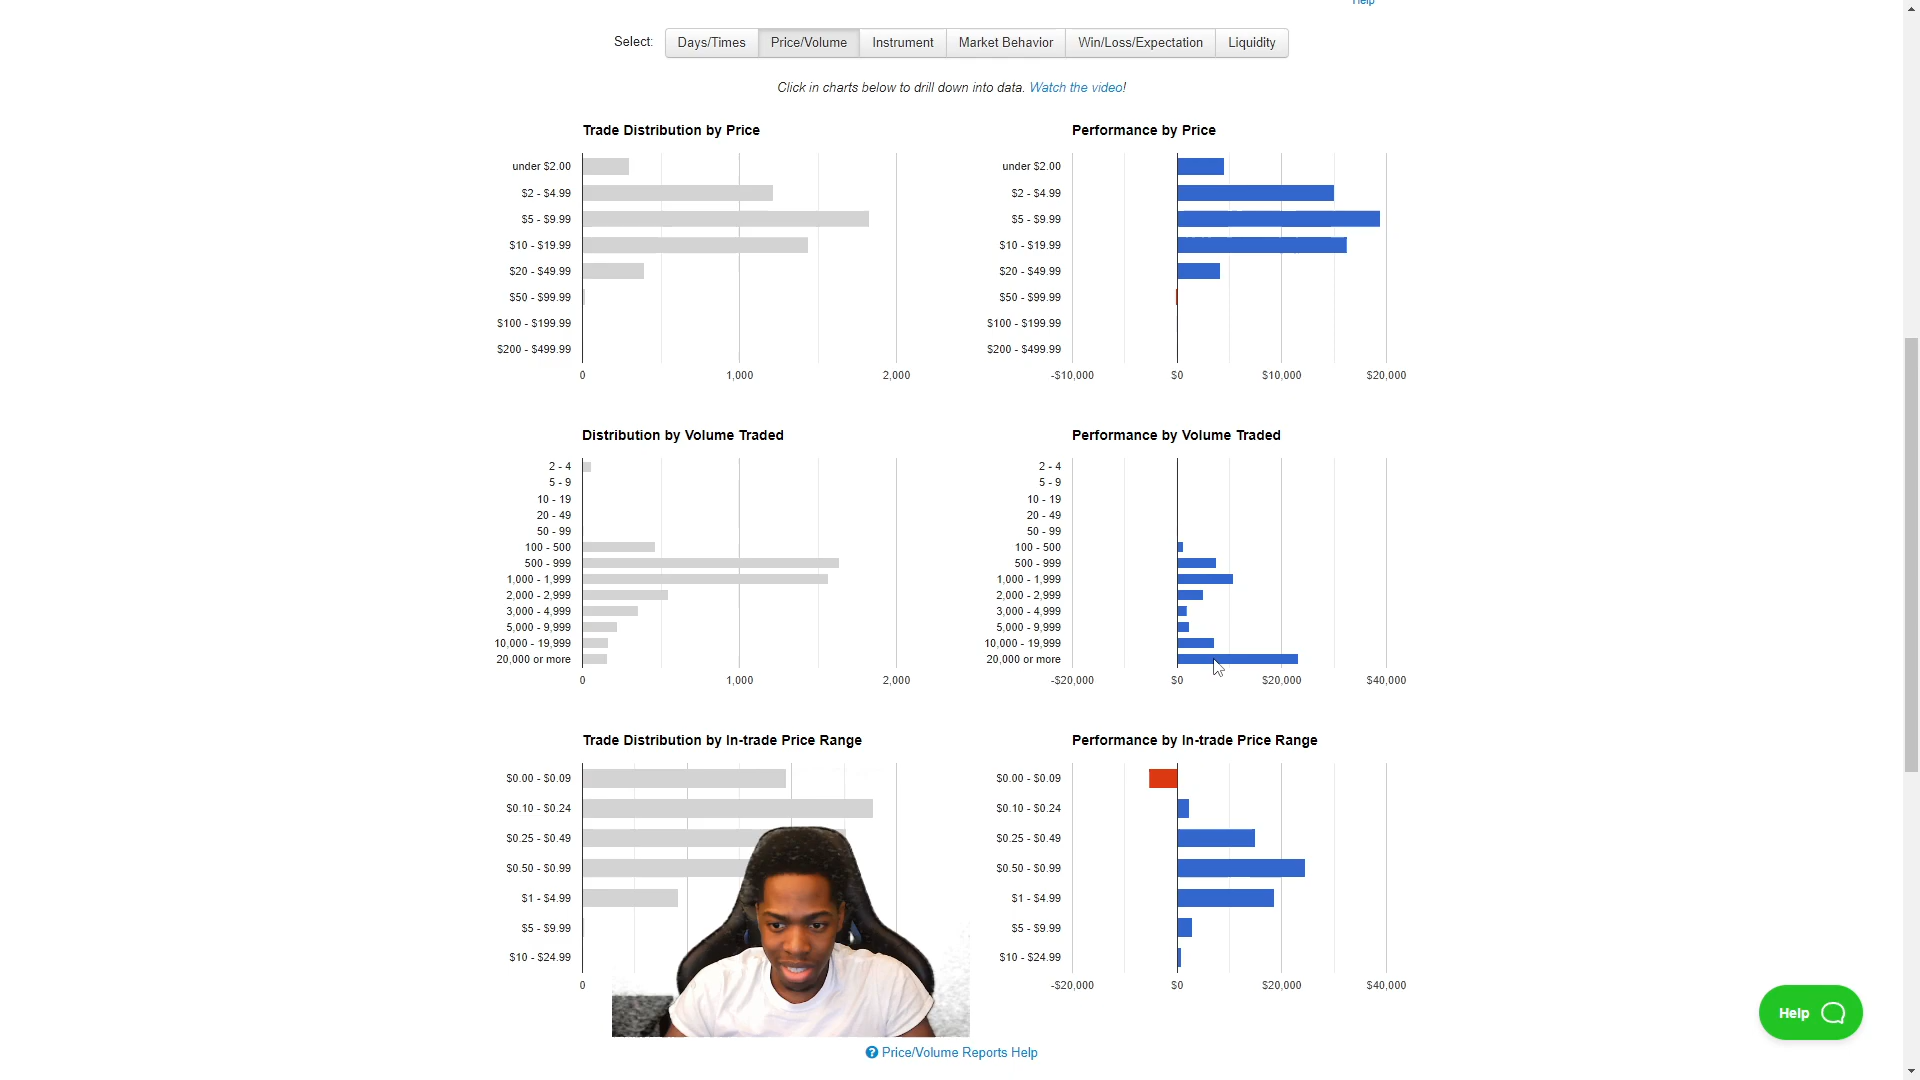 Help
Select: Days/Times Price/Volume Instrument Market Behavior Win/Loss/Expectation Liquidity
Click in charts below to drill down into data. Watch the video!
Trade Distribution by Price
under $2.00
$2 - $4.99
$5 - $9.99
$10 - $19.99
$20 - $49.99
$50 - $99.99
$100 - $199.99
$200 - $499.99
0 1,000 2,000
Performance by Price
under $2.00
$2 - $4.99
$5 - $9.99
$10 - $19.99
$20 - $49.99
$50 - $99.99
$100 - $199.99
$200 - $499.99
-$10,000 $0 $10,000 $20,000
Distribution by Volume Traded
2 - 4
5 - 9
10 - 19
20 - 49
50 - 99
100 - 500
500 - 999
1,000 - 1,999
2,000 - 2,999
3,000 - 4,999
5,000 - 9,999
10,000 - 19,999
20,000 or more
0 1,000 2,000
Performance by Volume Traded
2 - 4
5 - 9
10 - 19
20 - 49
50 - 99
100 - 500
500 - 999
1,000 - 1,999
2,000 - 2,999
3,000 - 4,999
5,000 - 9,999
10,000 - 19,999
20,000 or more
-$20,000 $0 $20,000 $40,000
Trade Distribution by In-trade Price Range
$0.00 - $0.09
$0.10 - $0.24
$0.25 - $0.49
$0.50 - $0.99
$1 - $4.99
$5 - $9.99
$10 - $24.99
0
Performance by In-trade Price Range
$0.00 - $0.09
$0.10 - $0.24
$0.25 - $0.49
$0.50 - $0.99
$1 - $4.99
$5 - $9.99
$10 - $24.99
-$20,000 $0 $20,000 $40,000
Help
? Price/Volume Reports Help